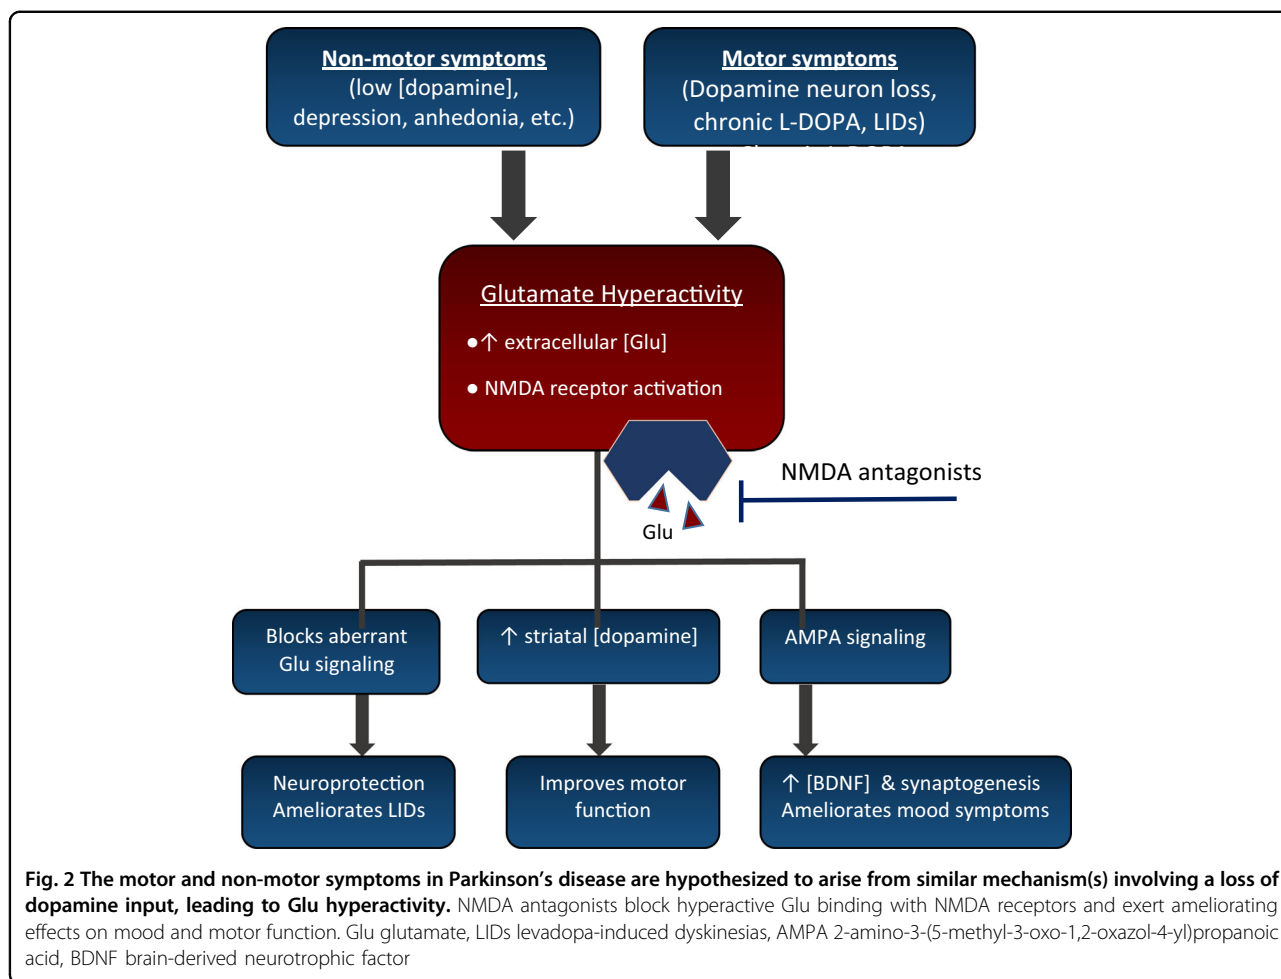 Non-motor symptoms
(low [dopamine],
depression, anhedonia, etc.)
Motor symptoms
(Dopamine neuron loss,
chronic L-DOPA, LIDs)
Glutamate Hyperactivity
●↑ extracellular [Glu]
● NMDA receptor activation
NMDA antagonists
Glu
Blocks aberrant
Glu signaling
↑ striatal [dopamine]
AMPA signaling
Neuroprotection
Ameliorates LIDs
Improves motor
function
↑ [BDNF] & synaptogenesis
Ameliorates mood symptoms
Fig. 2 The motor and non-motor symptoms in Parkinson's disease are hypothesized to arise from similar mechanism(s) involving a loss of
dopamine input, leading to Glu hyperactivity. NMDA antagonists block hyperactive Glu binding with NMDA receptors and exert ameliorating
effects on mood and motor function. Glu glutamate, LIDs levadopa-induced dyskinesias, AMPA 2-amino-3-(5-methyl-3-oxo-1,2-oxazol-4-yl)propanoic
acid, BDNF brain-derived neurotrophic factor